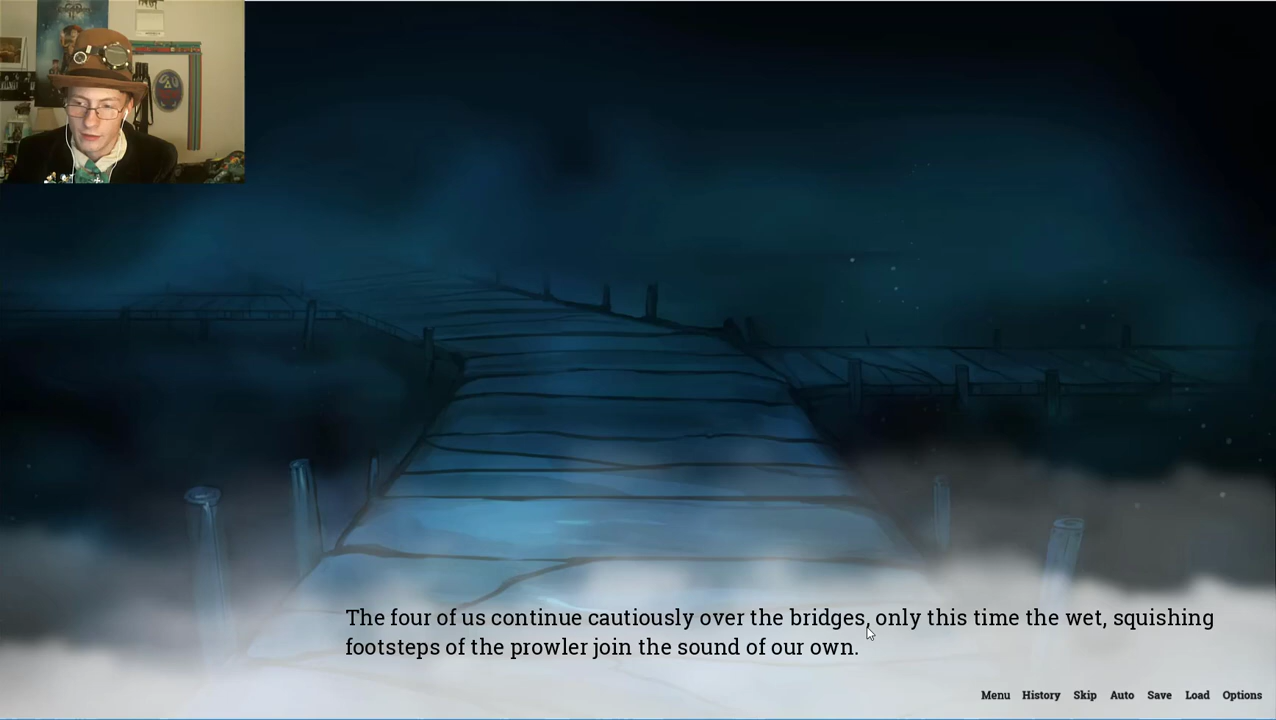 The four of us continue cautiously over the bridges, only this time the wet, squishing
footsteps of the prowler join the sound of our own.
Menu History Skip Auto Save Load Options